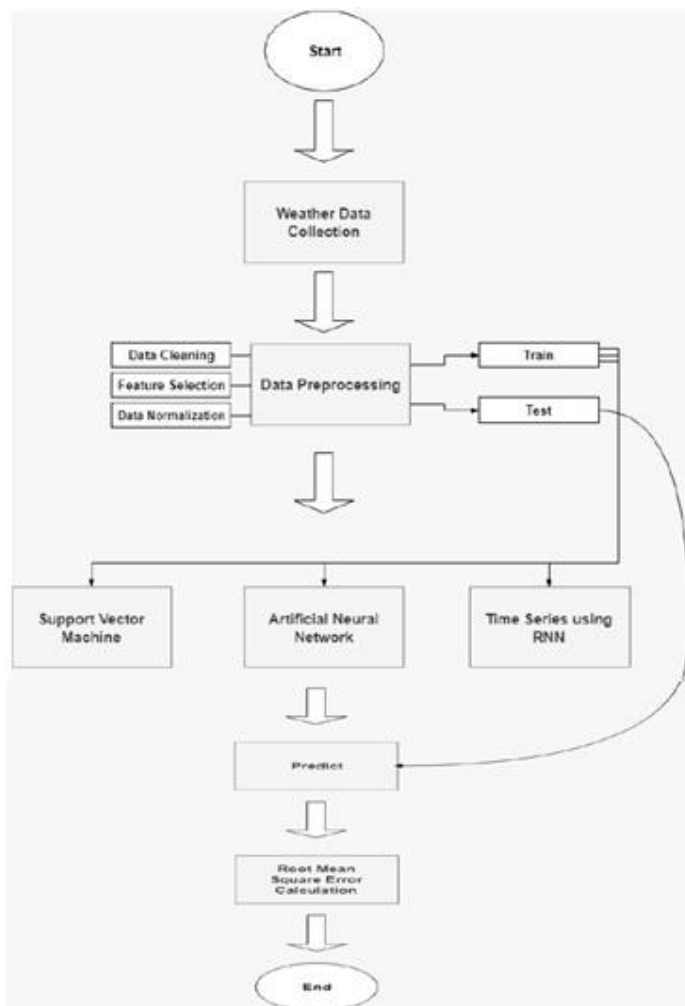 Start
Weather Data
Collection
Data Cleaning
Feature Selection
Data Normalization
Data Preprocessing
Train
Test
Support Vector
Machine
Artificial Neural
Network
Time Series using
RNN
Predict
Root Mean
Square Error
Calculation
End